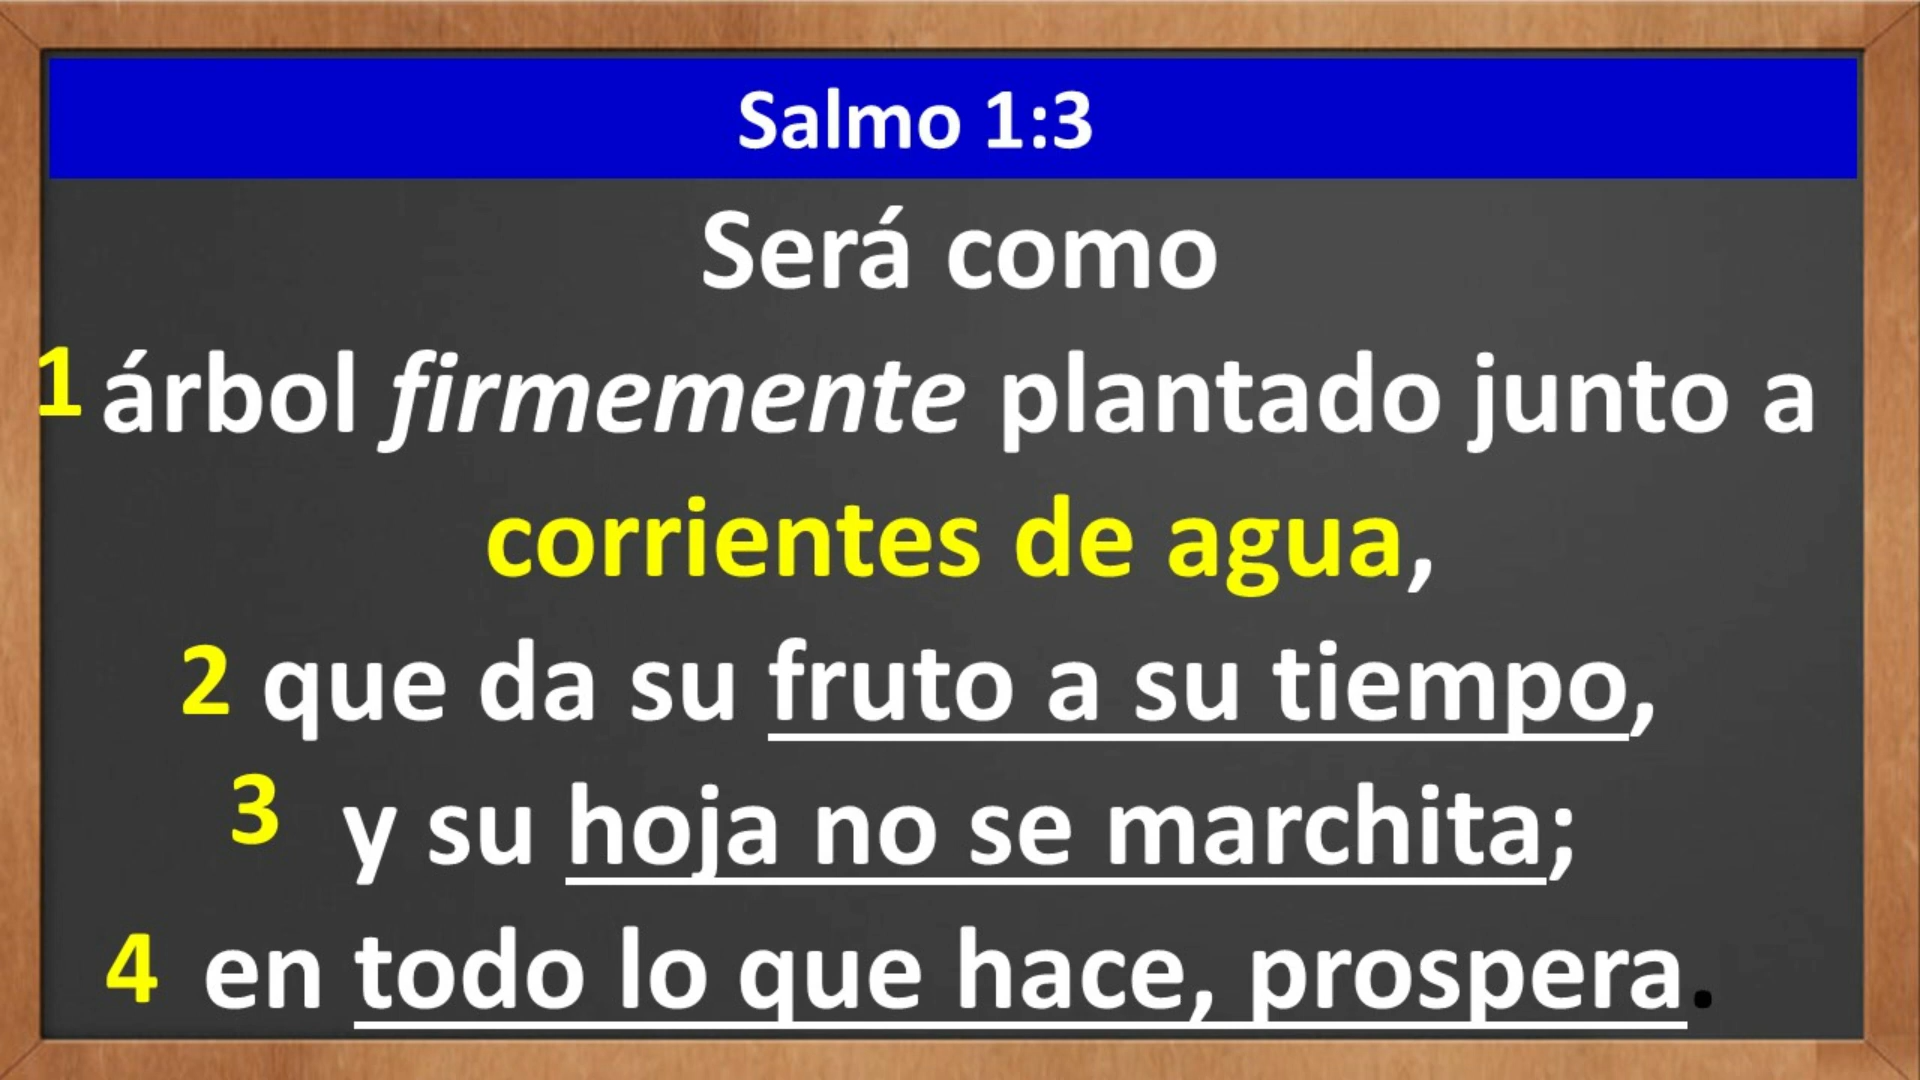 Salmo 1:3
Será como
1 árbol firmemente plantado junto a
corrientes de agua,
2 que da su fruto a su tiempo,
3 y su hoja no se marchita;
4 en todo lo que hace, prospera.